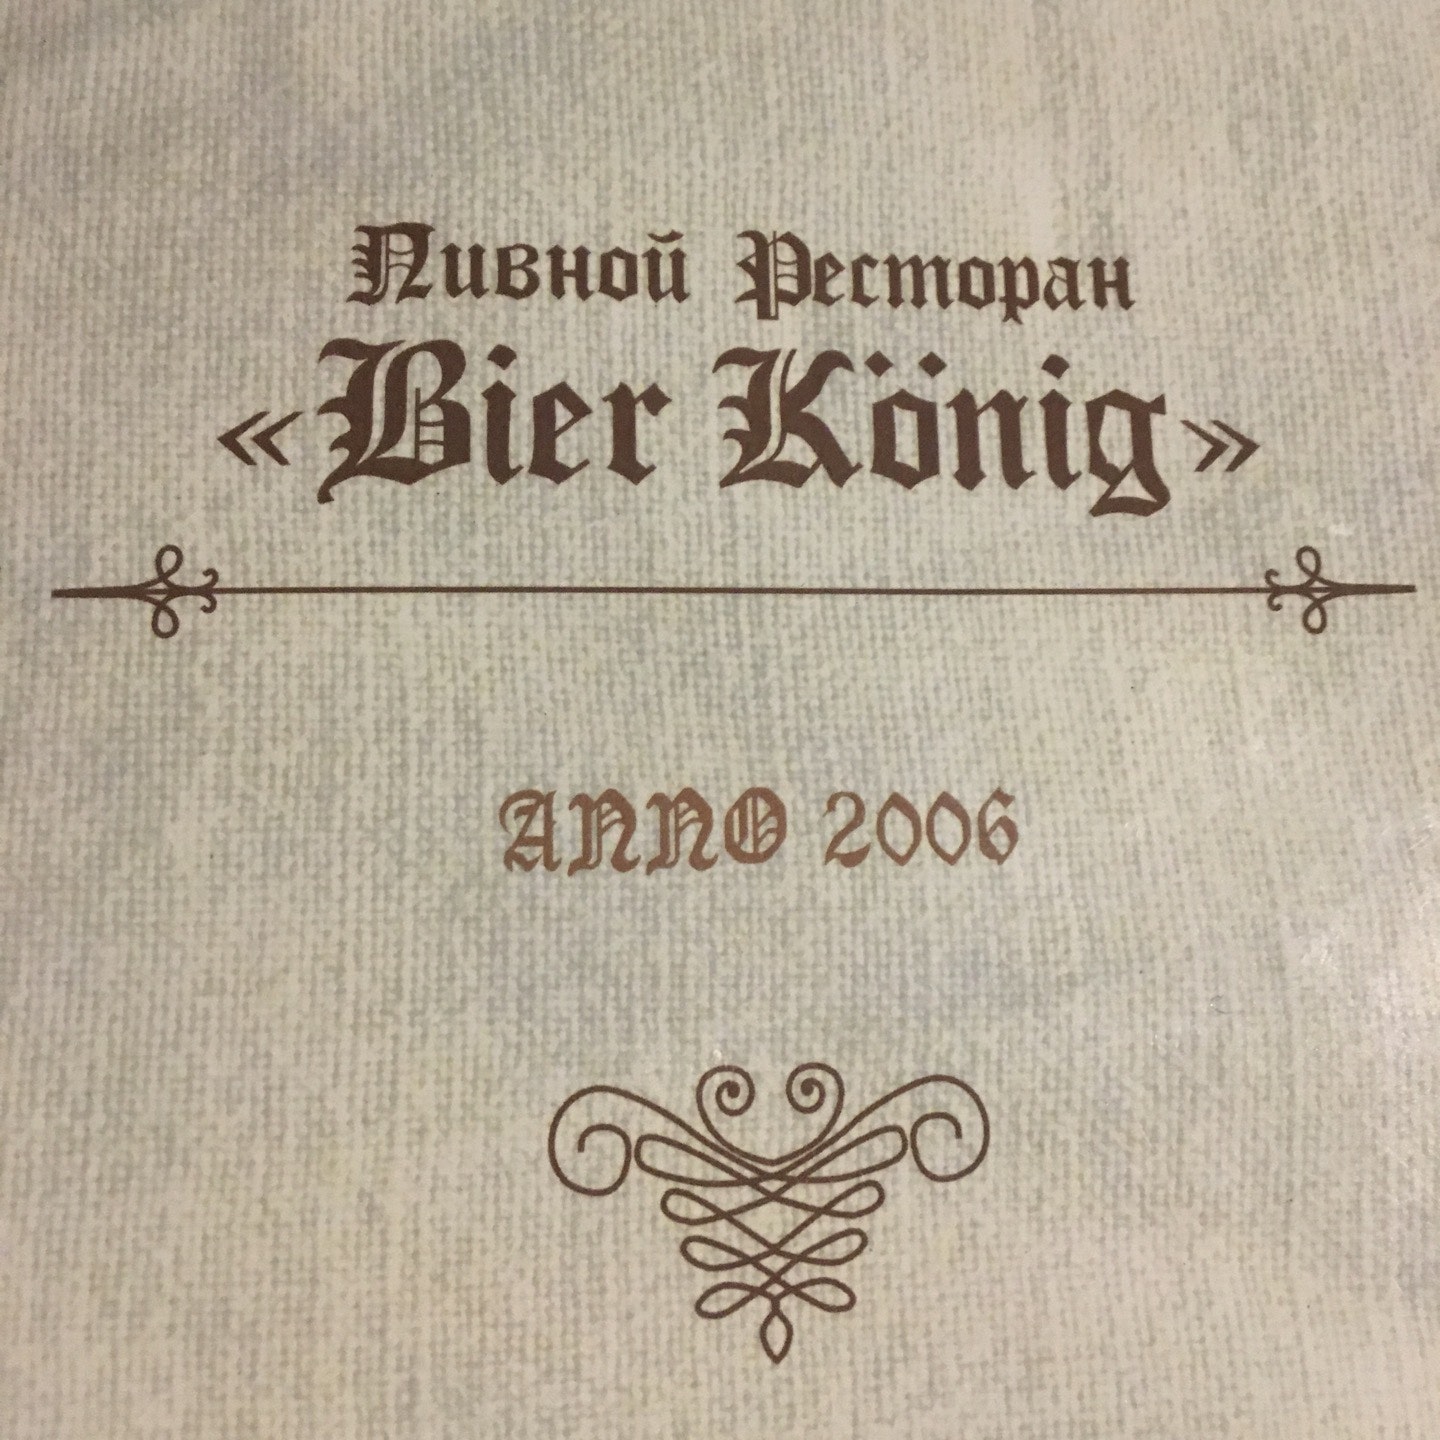 Пивной Ресторан
«Bier König»
ANNO 2006